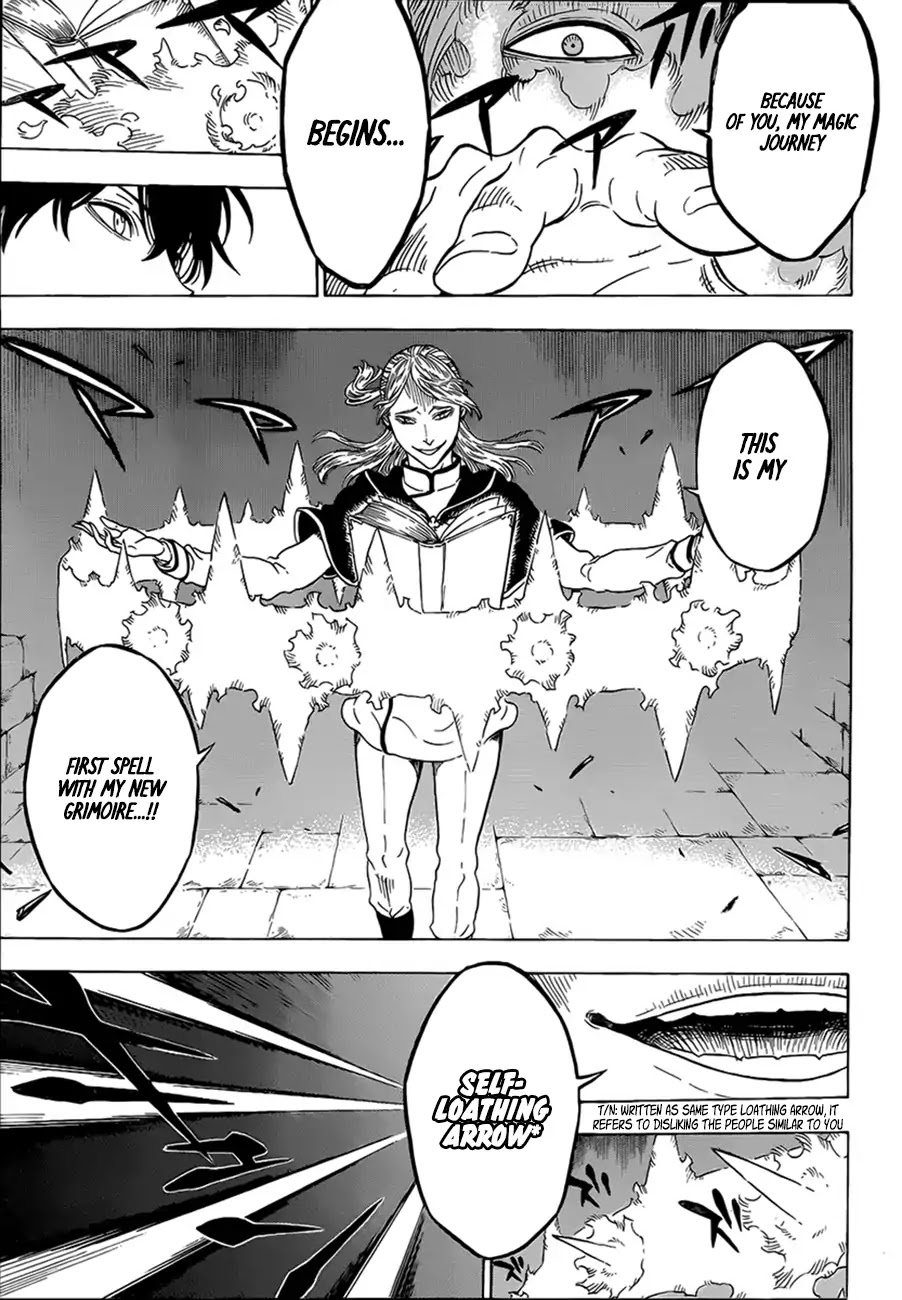 BECAUSE
OF YOU, MY MAGIC
JOURNEY
BEGINS...
THIS
IS MY
FIRST SPELL
WITH MY NEW
GRIMOIRE...!!
SELF-
LOATHING
ARROW*
T/N: WRITTEN AS SAME TYPE LOATHING ARROW, IT
REFERS TO DISLIKING THE PEOPLE SIMILAR TO YOU